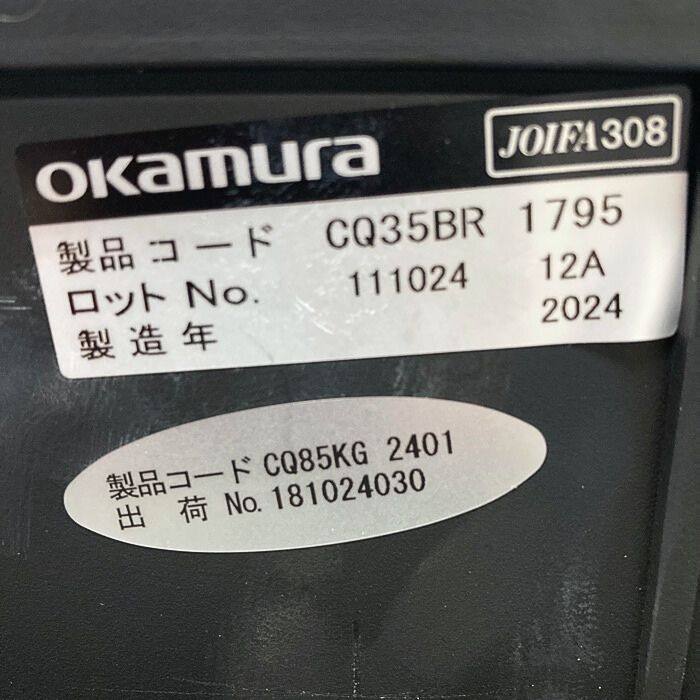 okamura
JOIFA308
製品コード CQ35BR 1795
ロット No. 111024 12A
製造年 2024
製品コード CQ85KG 2401
出荷 No. 181024030